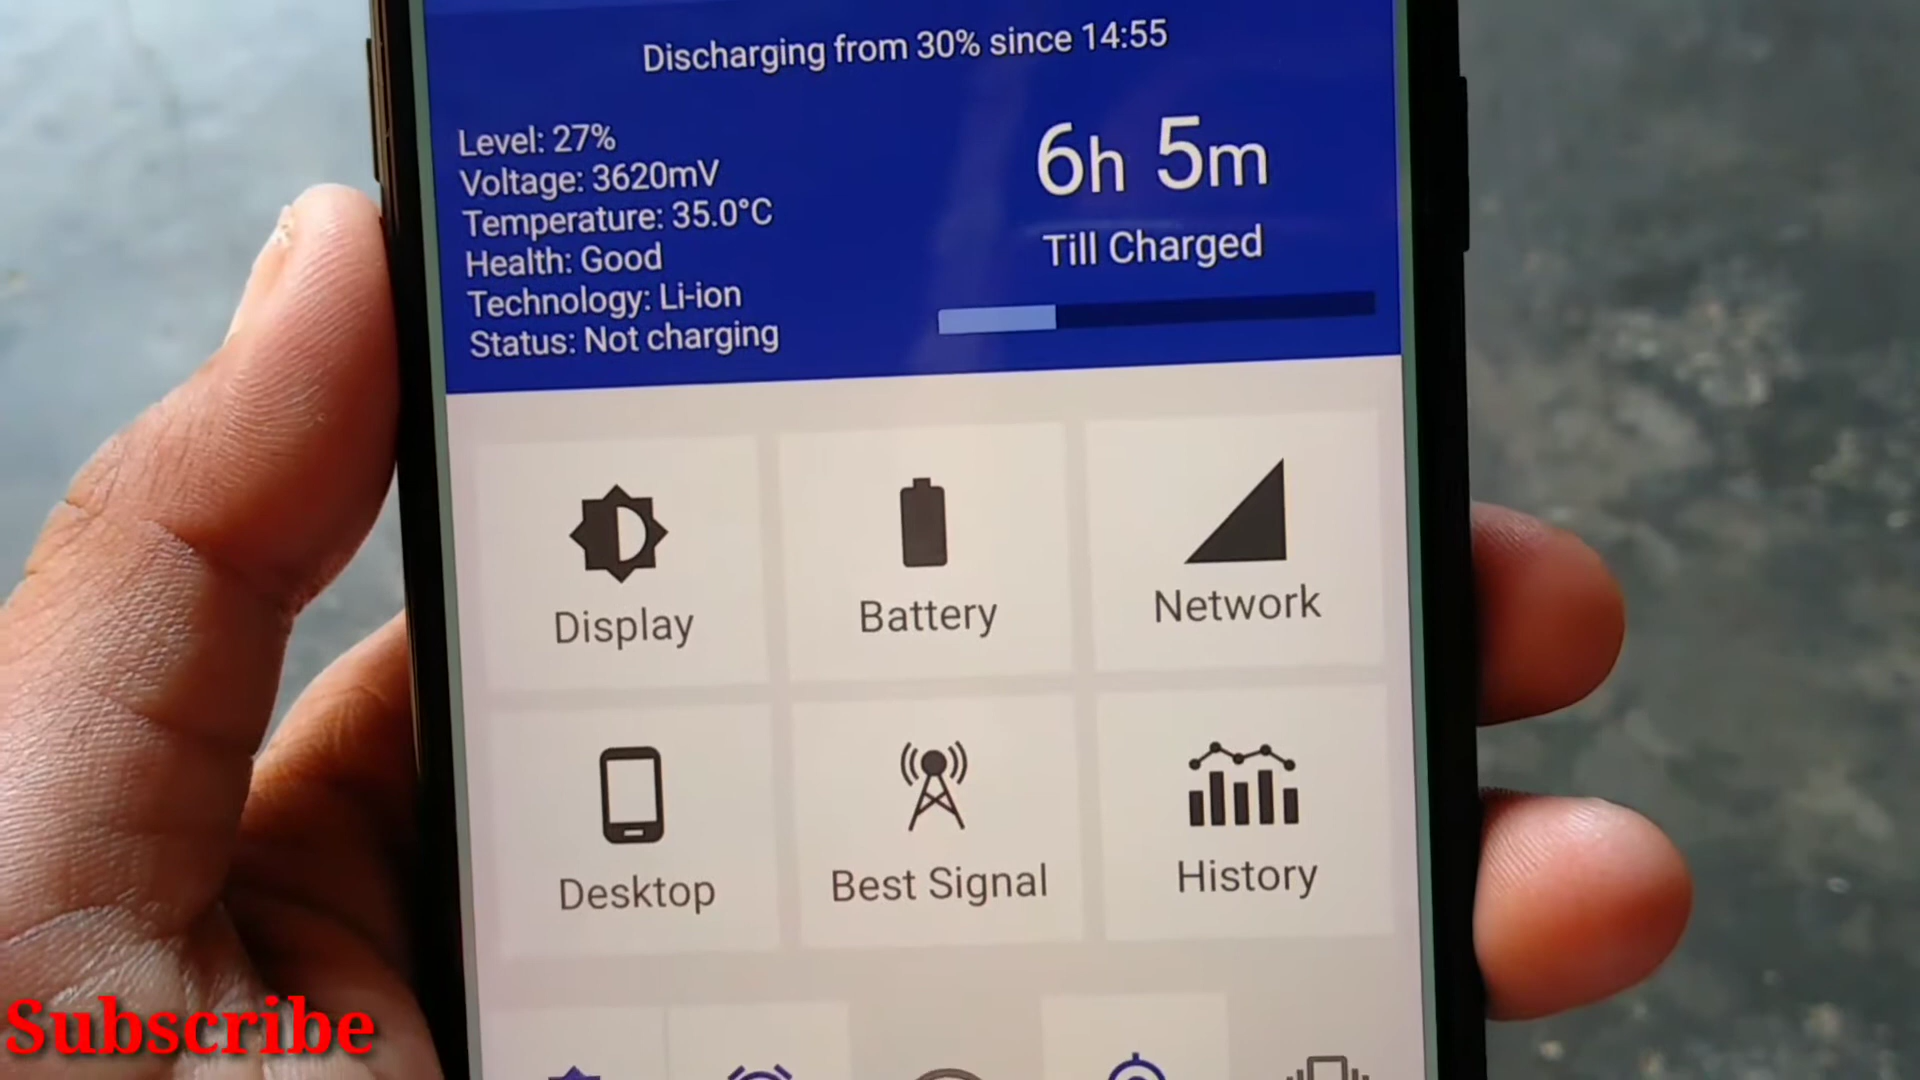 Discharging from 30% since 14:55
Level: 27%
Voltage: 3620mV
Temperature: 35.0°C
Health: Good
Technology: Li-ion
Status: Not charging
6h 5m
Till Charged
Display
Battery
Network
Desktop
Best Signal
History
Subscribe